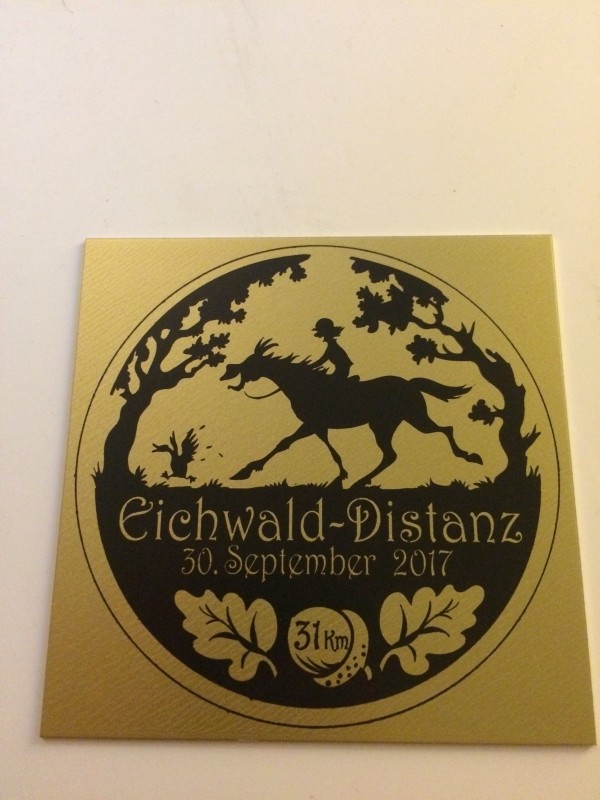 Eichwald-Distanz
30. September 2017
31 Km